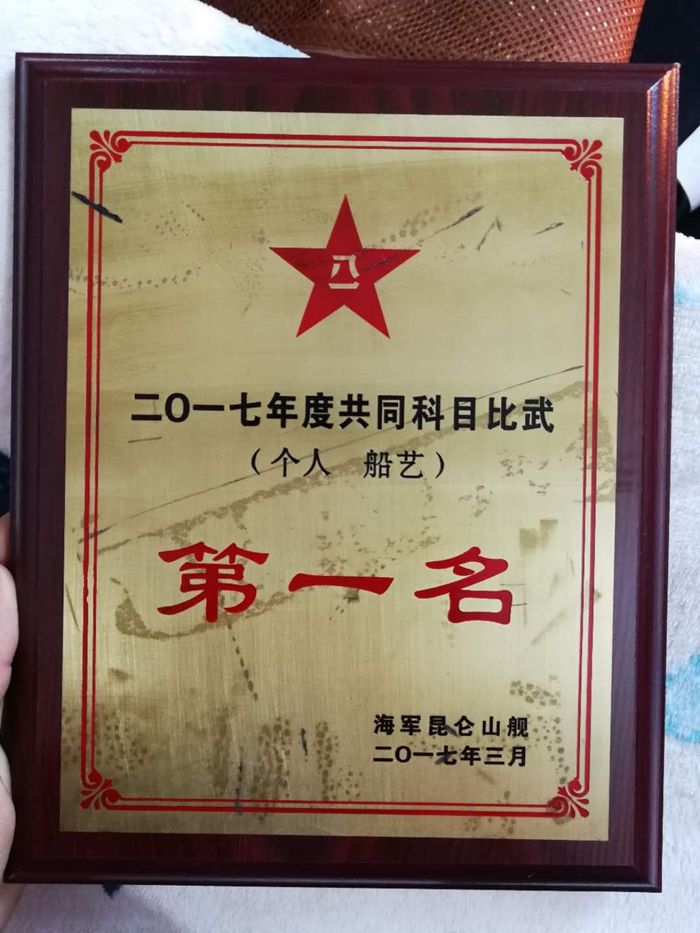 八一
二〇一七年度共同科目比武
（个人　船艺）
第一名
海军昆仑山舰
二〇一七年三月